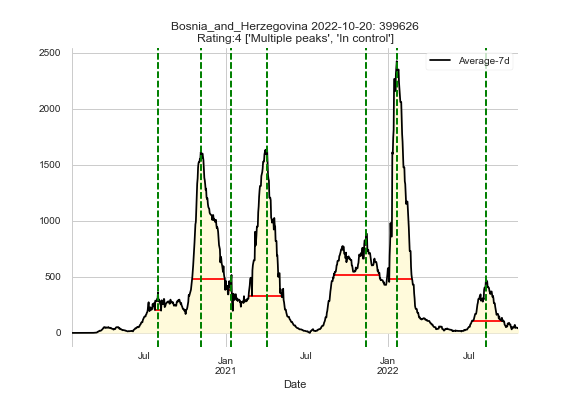 Bosnia_and_Herzegovina 2022-10-20: 399626
Rating:4 ['Multiple peaks', 'In control']
Average-7d
2500
2000
1500
1000
500
0
Jul
Jan
2021
Jul
Jan
2022
Jul
Date